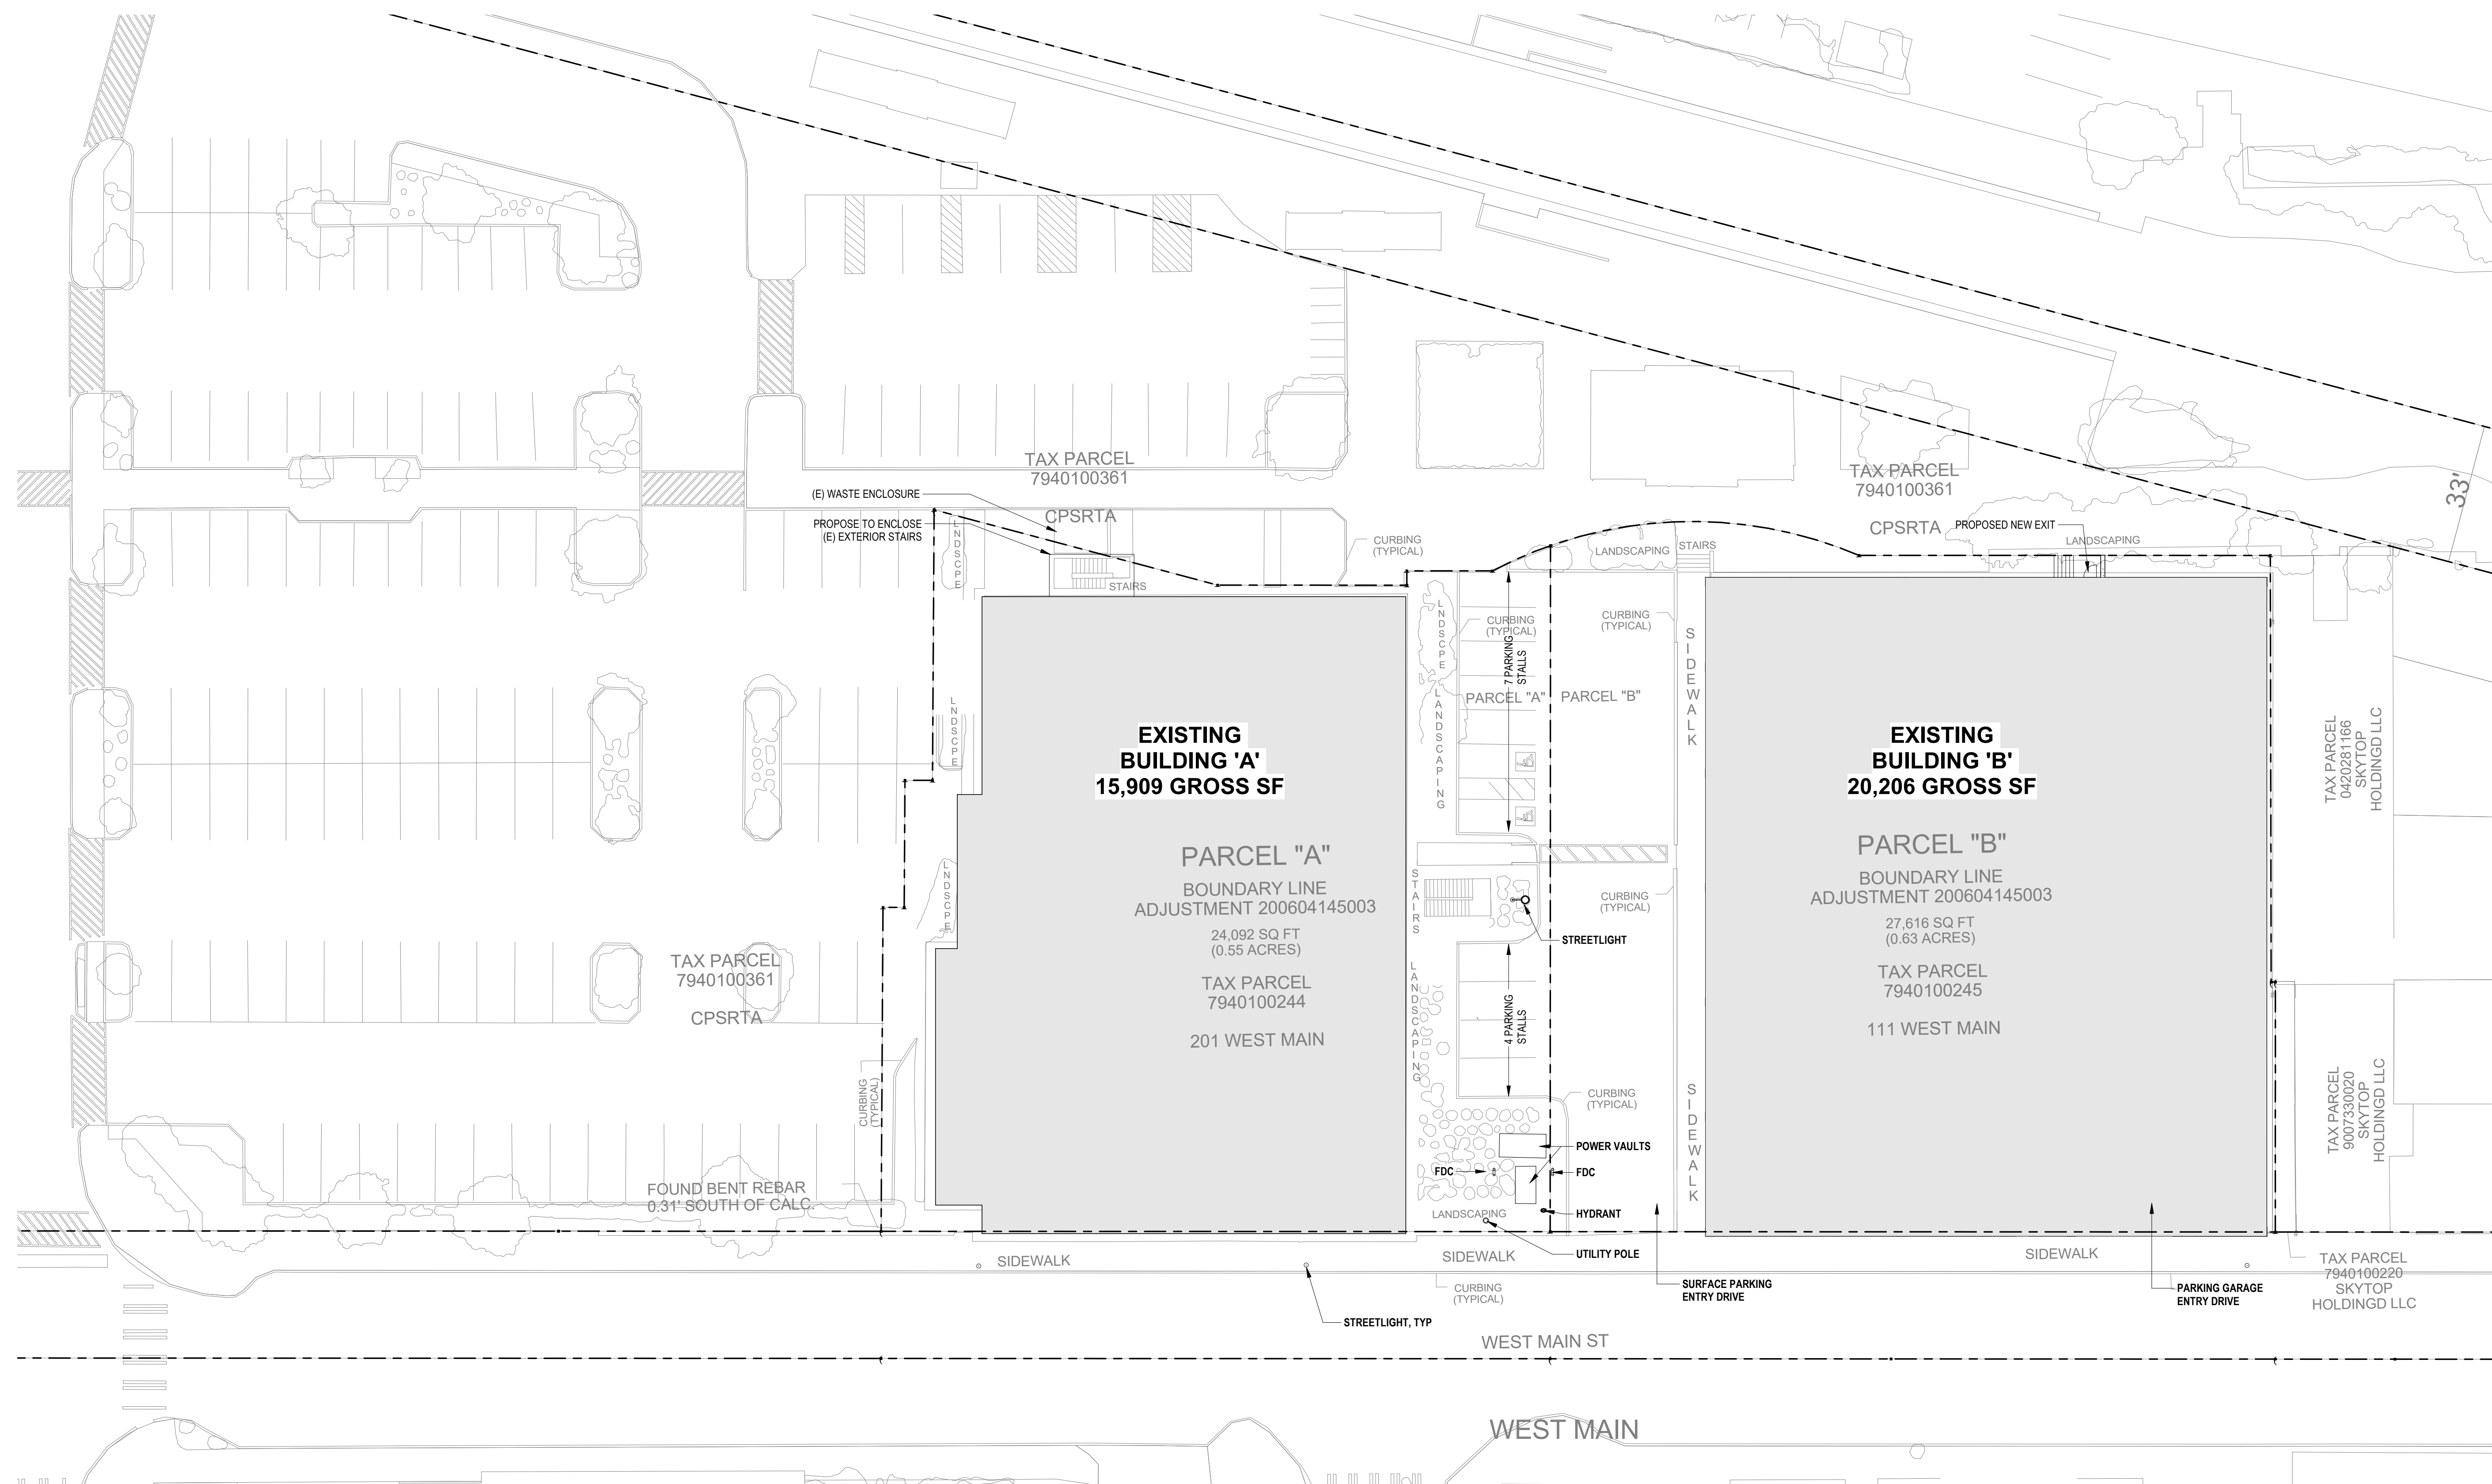 TAX PARCEL
7940100361
CPSRTA
TAX PARCEL
7940100361
CPSRTA
33'
(E) WASTE ENCLOSURE
PROPOSE TO ENCLOSE
(E) EXTERIOR STAIRS
LNDSCPE
STAIRS
CURBING
(TYPICAL)
LANDSCAPING
STAIRS
PROPOSED NEW EXIT
LANDSCAPING
LNDSCPE
CURBING
(TYPICAL)
7 PARKING
STALLS
CURBING
(TYPICAL)
SIDEWALK
LNDSCPE
LANDSCAPING
PARCEL "A"
PARCEL "B"
EXISTING
BUILDING 'A'
15,909 GROSS SF
EXISTING
BUILDING 'B'
20,206 GROSS SF
TAX PARCEL
0420281166
SKYTOP
HOLDINGD LLC
PARCEL "A"
BOUNDARY LINE
ADJUSTMENT 200604145003
24,092 SQ FT
(0.55 ACRES)
TAX PARCEL
7940100244
201 WEST MAIN
PARCEL "B"
BOUNDARY LINE
ADJUSTMENT 200604145003
27,616 SQ FT
(0.63 ACRES)
TAX PARCEL
7940100245
111 WEST MAIN
LNDSCPE
STAIRS
CURBING
(TYPICAL)
STREETLIGHT
TAX PARCEL
7940100361
CPSRTA
LANDSCAPING
4 PARKING
STALLS
CURBING
(TYPICAL)
CURBING
(TYPICAL)
SIDEWALK
TAX PARCEL
9007330020
SKYTOP
HOLDINGD LLC
POWER VAULTS
FDC
FDC
FOUND BENT REBAR
0.31' SOUTH OF CALC.
LANDSCAPING
HYDRANT
UTILITY POLE
SIDEWALK
SIDEWALK
SIDEWALK
CURBING
(TYPICAL)
SURFACE PARKING
ENTRY DRIVE
PARKING GARAGE
ENTRY DRIVE
TAX PARCEL
7940100220
SKYTOP
HOLDINGD LLC
STREETLIGHT, TYP
WEST MAIN ST
WEST MAIN